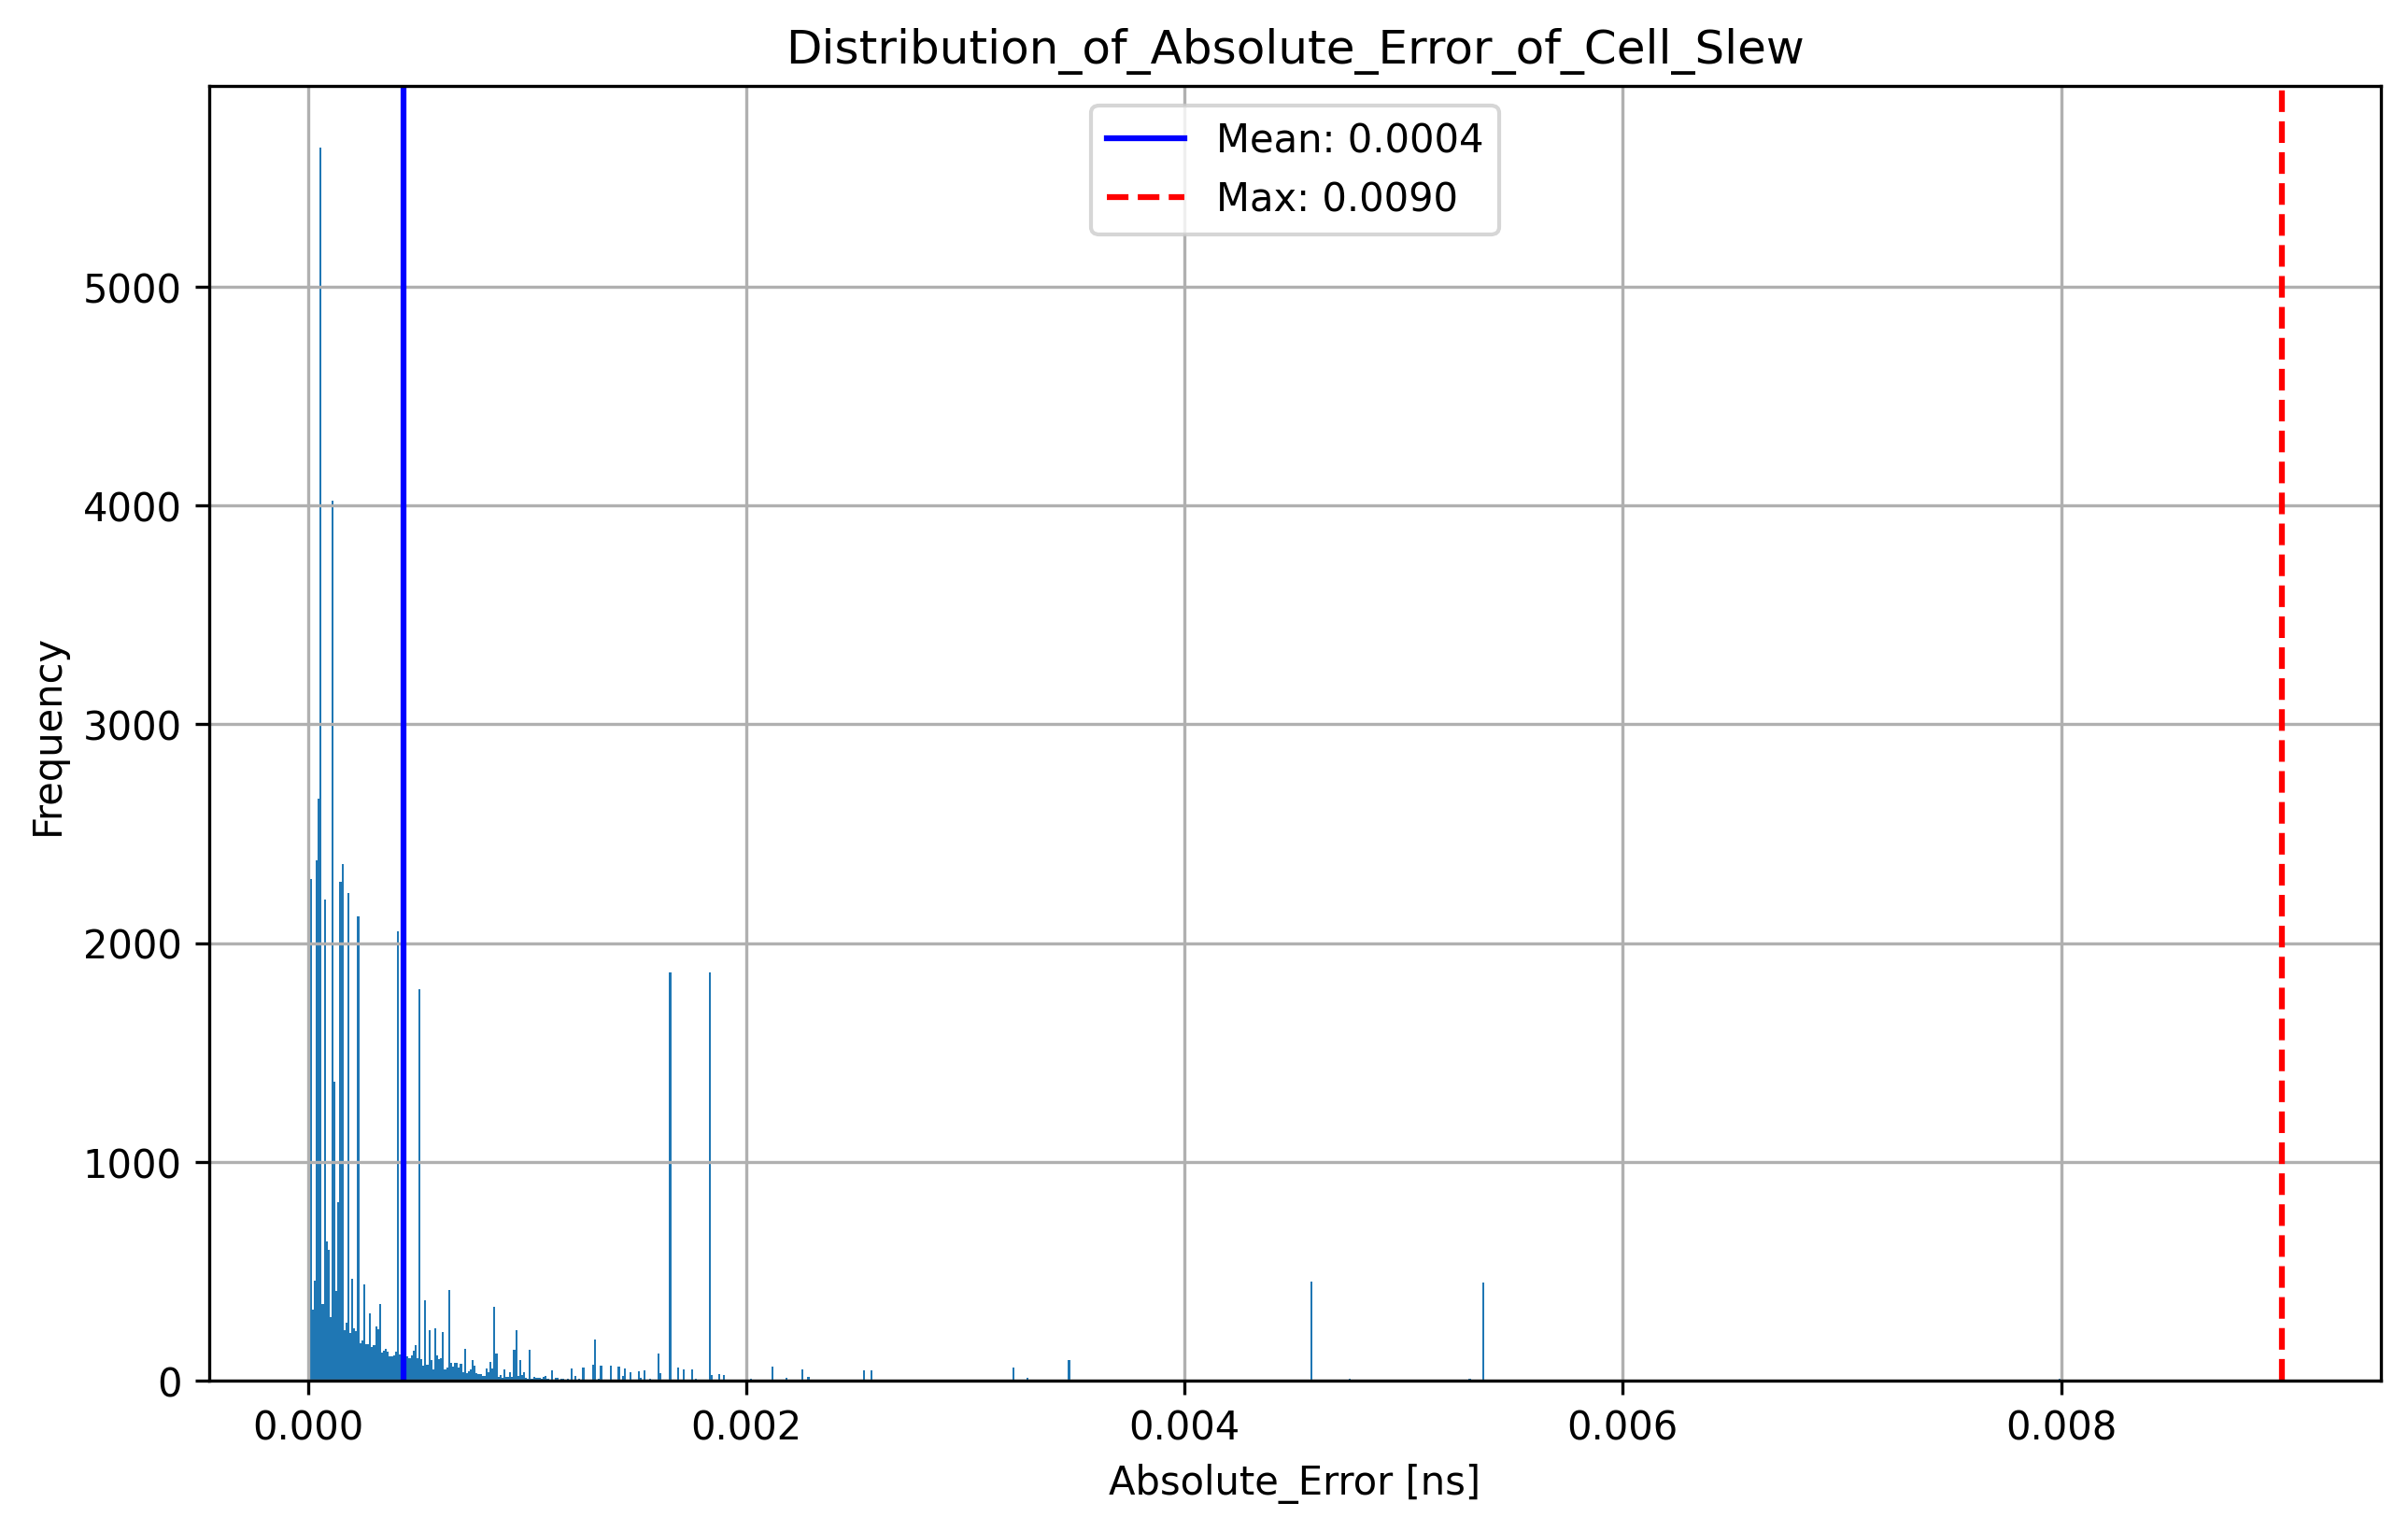 Distribution_of_Absolute_Error_of_Cell_Slew
Mean: 0.0004
Max: 0.0090
Frequency
5000
4000
3000
2000
1000
0
0.000 0.002 0.004 0.006 0.008
Absolute_Error [ns]